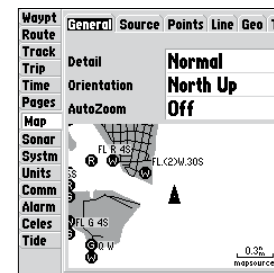 Waypt
Route
Track
Trip
Time
Pages
Map
Sonar
Systm
Units
Comm
Alarm
Celes
Tide
General Source Points Line Geo
Detail Normal
Orientation North Up
AutoZoom Off
FL R 4S
R W
FL(2)W.30S
W
FL G 4S
G Q W
W
0.3
mapsource